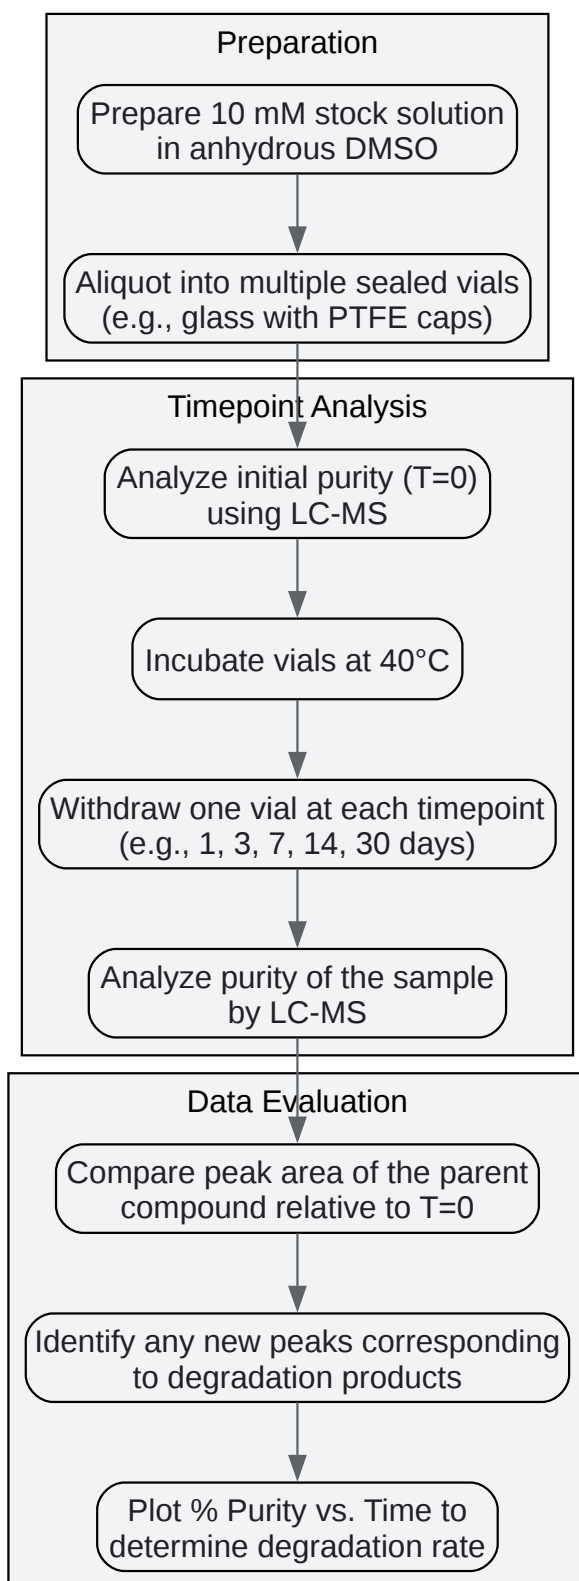 Preparation
Prepare 10 mM stock solution
in anhydrous DMSO
Aliquot into multiple sealed vials
(e.g., glass with PTFE caps)
Timepoint Analysis
Analyze initial purity (T=0)
using LC-MS
Incubate vials at 40°C
Withdraw one vial at each timepoint
(e.g., 1, 3, 7, 14, 30 days)
Analyze purity of the sample
by LC-MS
Data Evaluation
Compare peak area of the parent
compound relative to T=0
Identify any new peaks corresponding
to degradation products
Plot % Purity vs. Time to
determine degradation rate